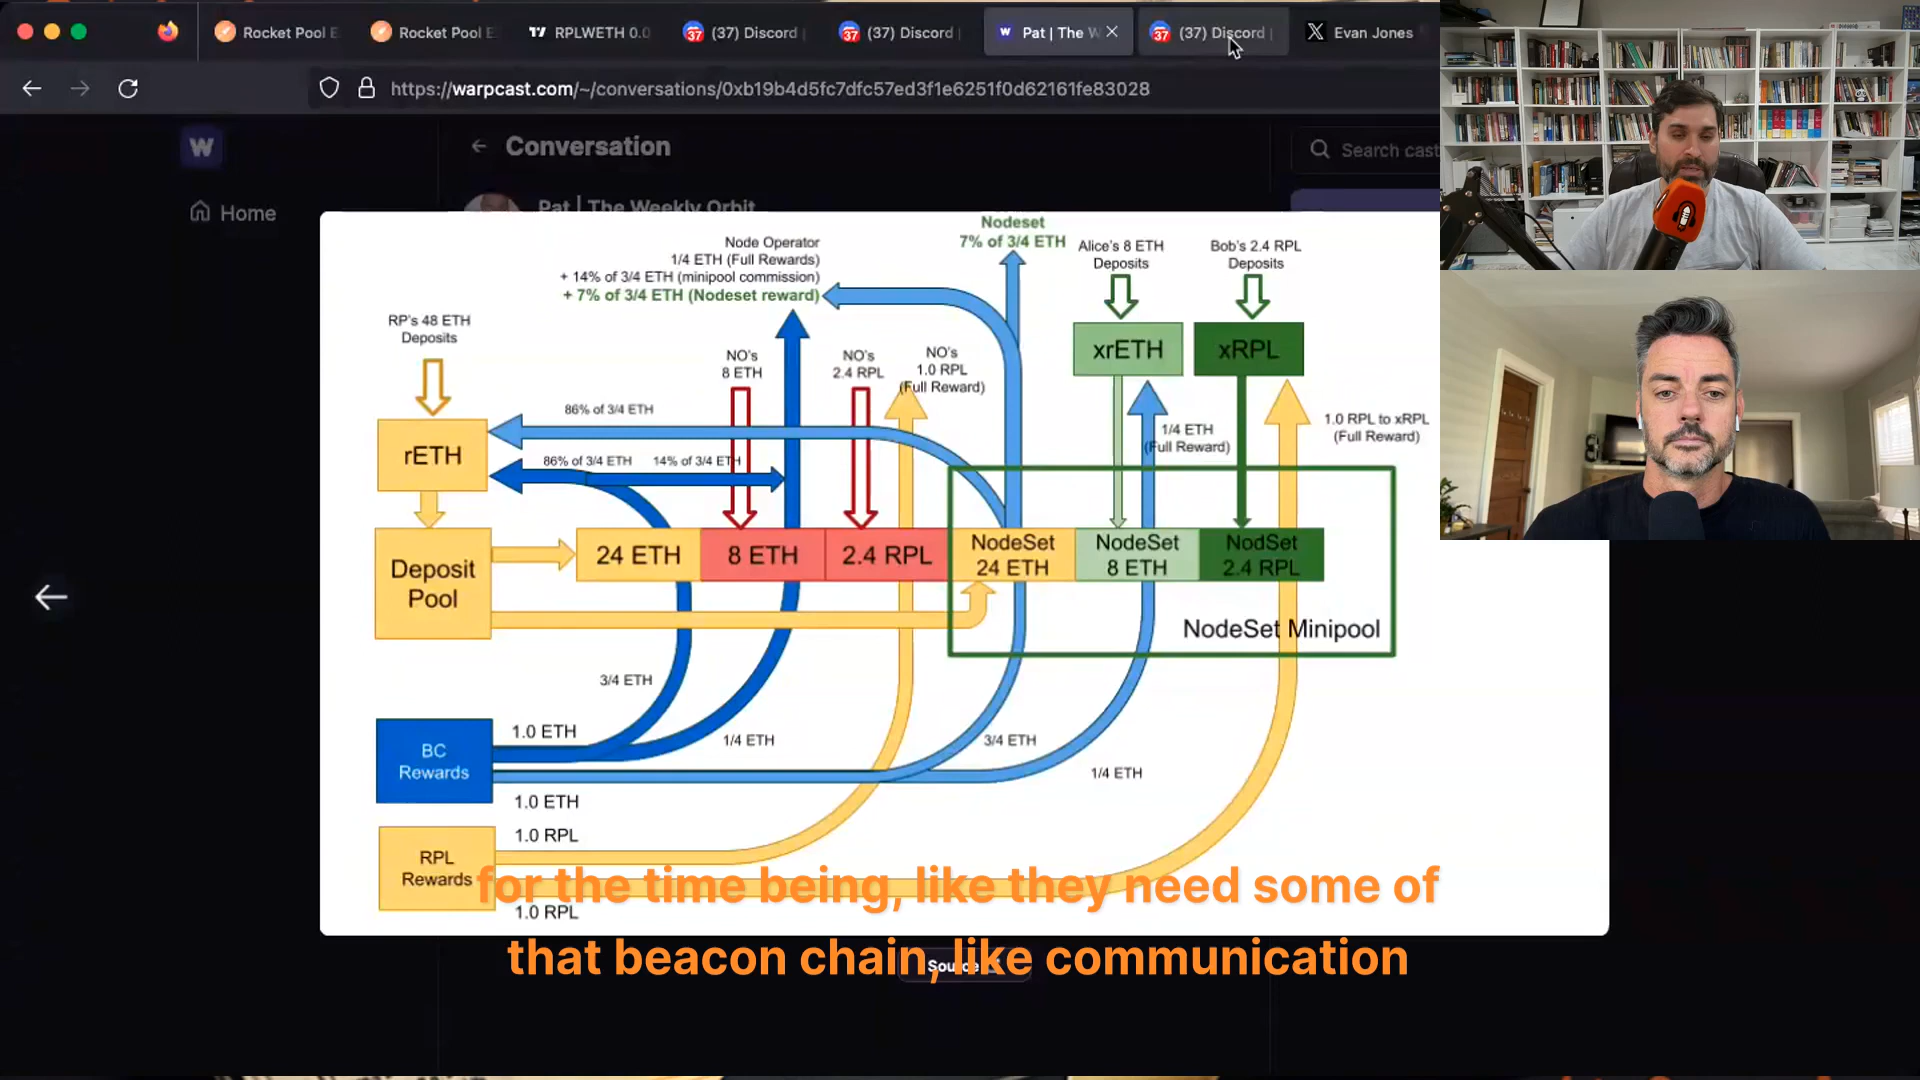 Rocket Pool E
Rocket Pool E
RPLWETH 0.0
(37) Discord
(37) Discord
Pat | The W
(37) Discord
Evan Jones
https://warpcast.com/~/conversations/0xb19b4d5fc7dfc57ed3f1e6251f0d62161fe83028
W
Conversation
Search cast
Home
Pat | The Weekly Orbit
Node Operator
1/4 ETH (Full Rewards)
+ 14% of 3/4 ETH (minipool commission)
+ 7% of 3/4 ETH (Nodeset reward)
Nodeset
7% of 3/4 ETH
Alice's 8 ETH
Deposits
Bob's 2.4 RPL
Deposits
RP's 48 ETH
Deposits
NO's
8 ETH
NO's
2.4 RPL
NO's
1.0 RPL
(Full Reward)
xrETH
xRPL
86% of 3/4 ETH
1/4 ETH
(Full Reward)
1.0 RPL to xRPL
(Full Reward)
rETH
86% of 3/4 ETH
14% of 3/4 ETH
Deposit
Pool
24 ETH
8 ETH
2.4 RPL
NodeSet
24 ETH
NodeSet
8 ETH
NodSet
2.4 RPL
NodeSet Minipool
3/4 ETH
BC
Rewards
1.0 ETH
1/4 ETH
3/4 ETH
1/4 ETH
1.0 ETH
RPL
Rewards
1.0 RPL
1.0 RPL
for the time being, like they need some of
that beacon chain, like communication